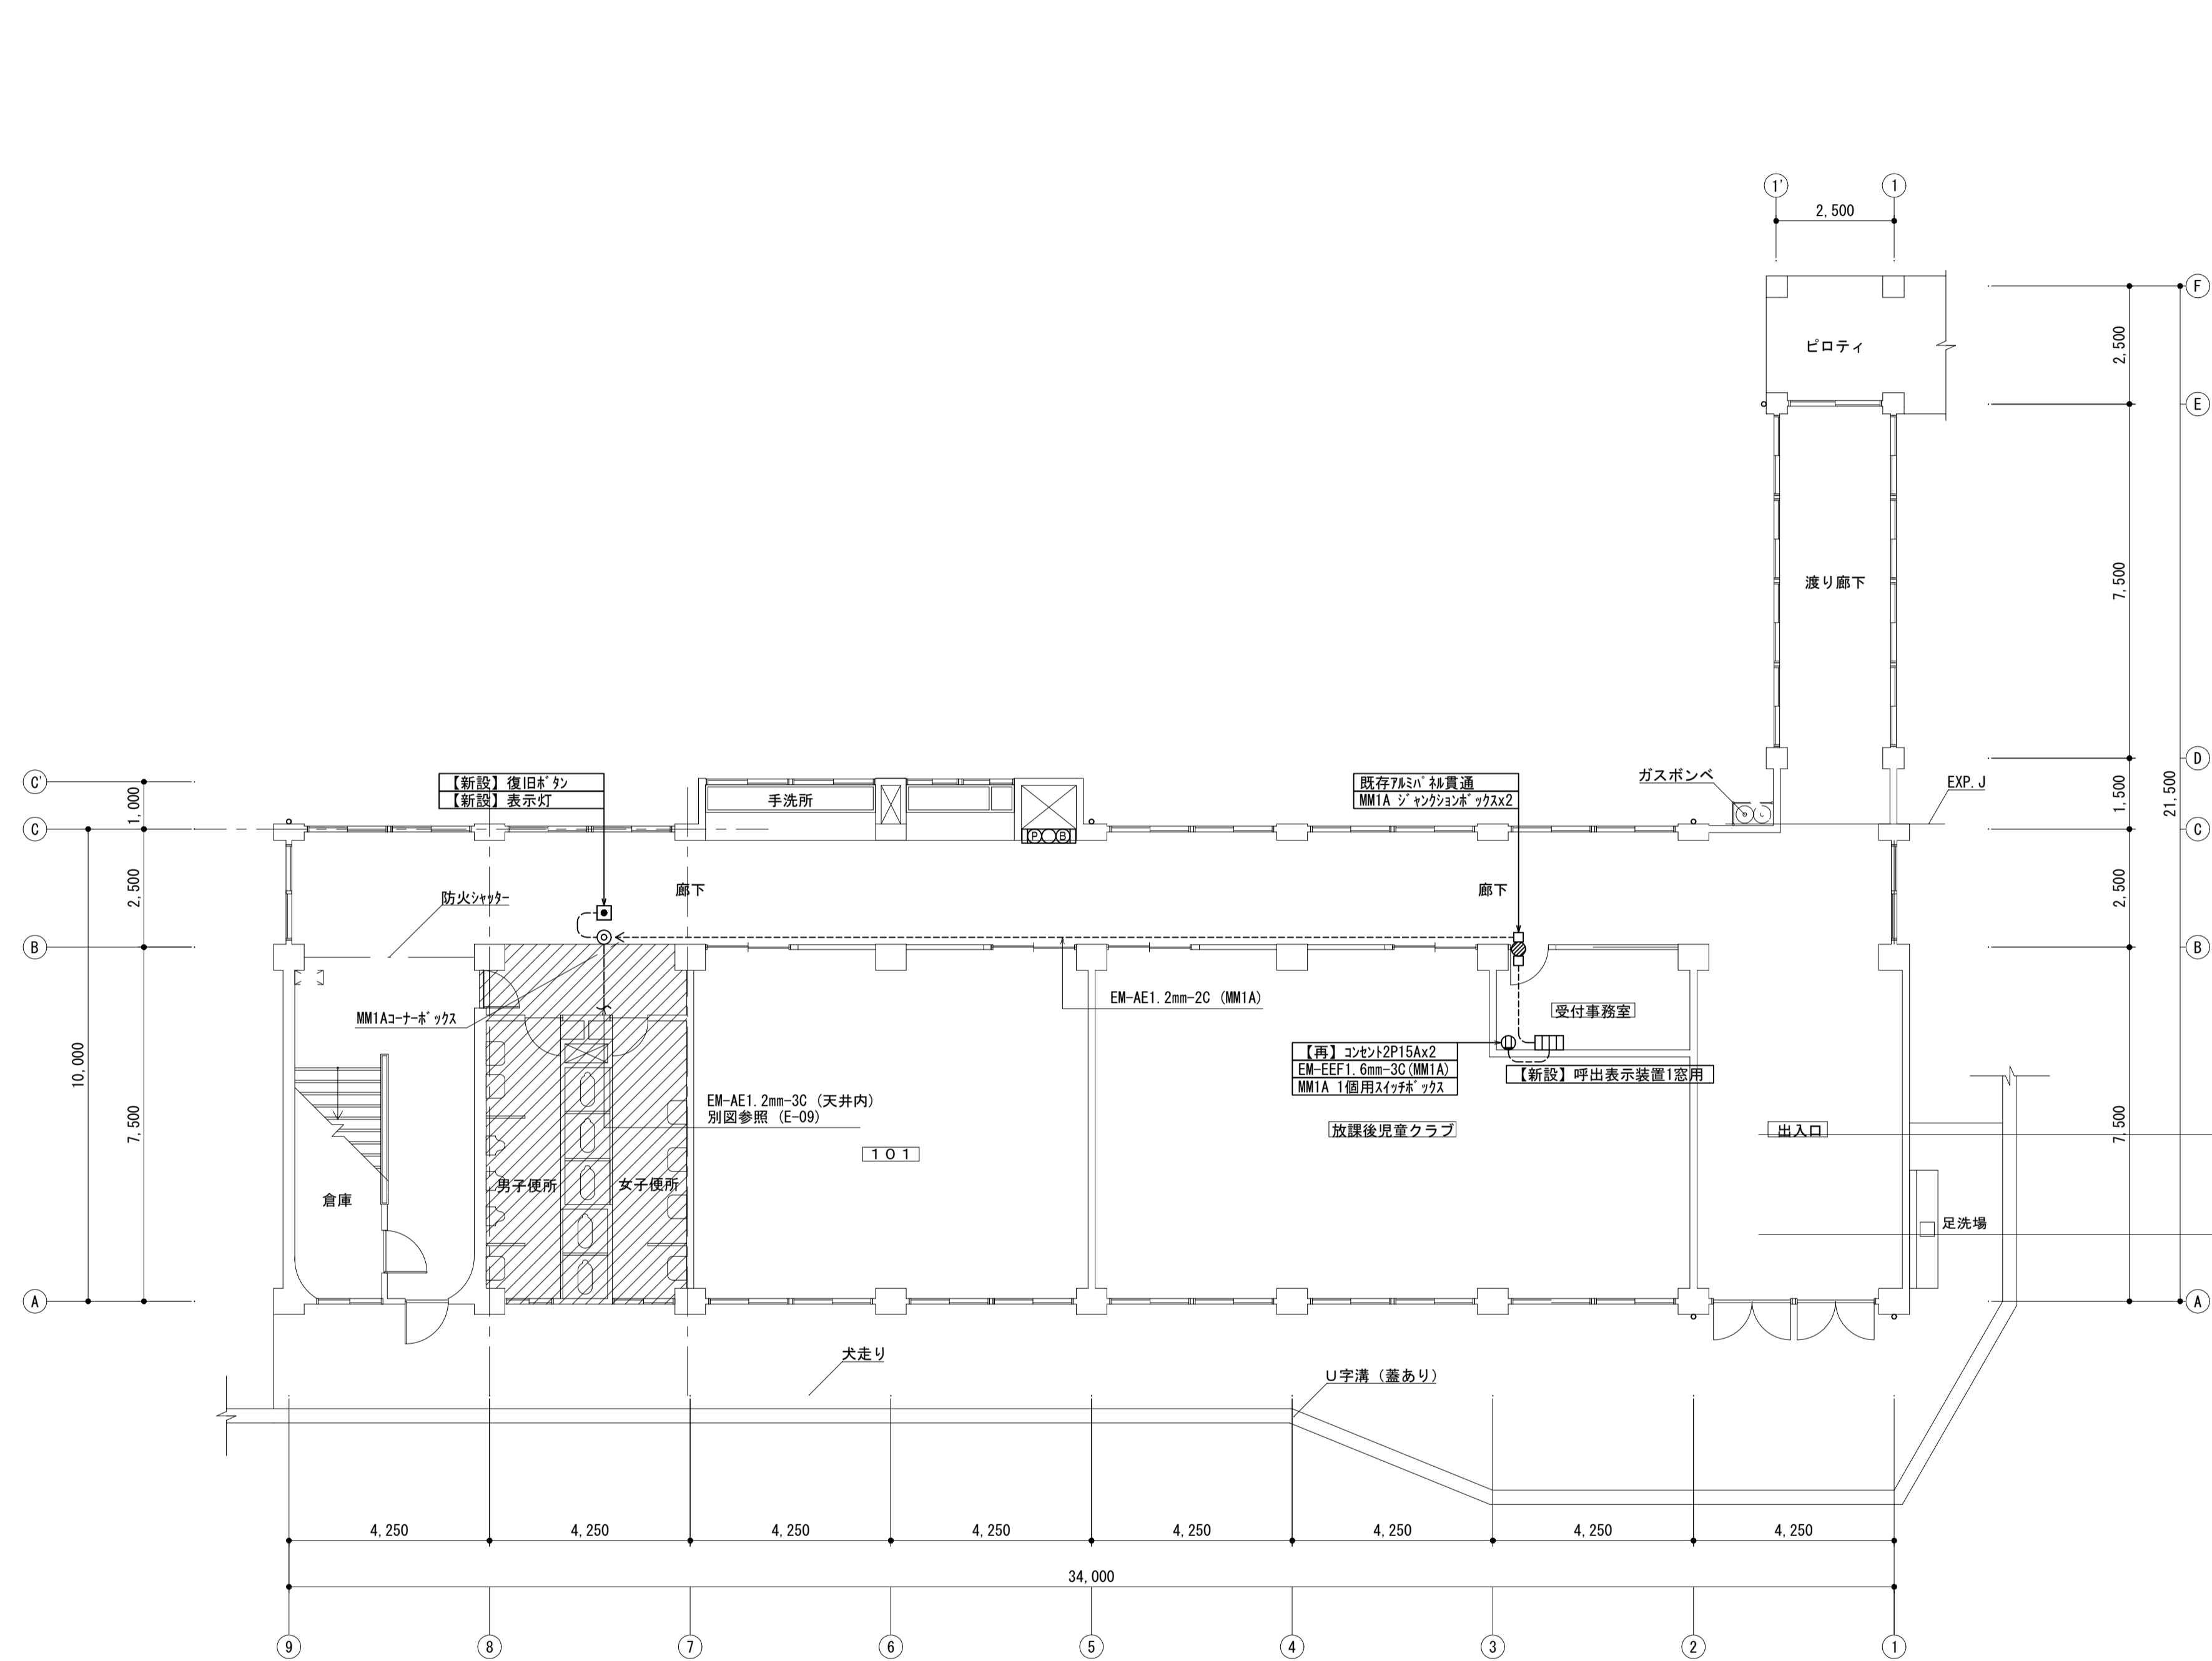 1'
1
2,500
F
ピロティ
2,500
E
渡り廊下
7,500
D
C'
【新設】復旧ﾎﾞﾀﾝ
【新設】表示灯
手洗所
既存ｱﾙﾐﾊﾟﾈﾙ貫通
MM1A ｼﾞｬﾝｸｼｮﾝﾎﾞｯｸｽx2
ガスボンベ
EXP.J
1,000
1,500
21,500
C
P
B
C
2,500
防火ｼｬｯﾀｰ
廊下
廊下
2,500
B
B
EM-AE1.2mm-2C (MM1A)
MM1Aｺｰﾅｰﾎﾞｯｸｽ
受付事務室
【再】ｺﾝｾﾝﾄ2P15Ax2
EM-EEF1.6mm-3C(MM1A)
MM1A 1個用ｽｲｯﾁﾎﾞｯｸｽ
【新設】呼出表示装置1窓用
10,000
7,500
EM-AE1.2mm-3C (天井内)
別図参照 (E-09)
放課後児童クラブ
出入口
7,500
１０１
倉庫
男子便所
女子便所
足洗場
A
A
犬走り
Ｕ字溝（蓋あり）
4,250
4,250
4,250
4,250
4,250
4,250
4,250
4,250
34,000
9
8
7
6
5
4
3
2
1